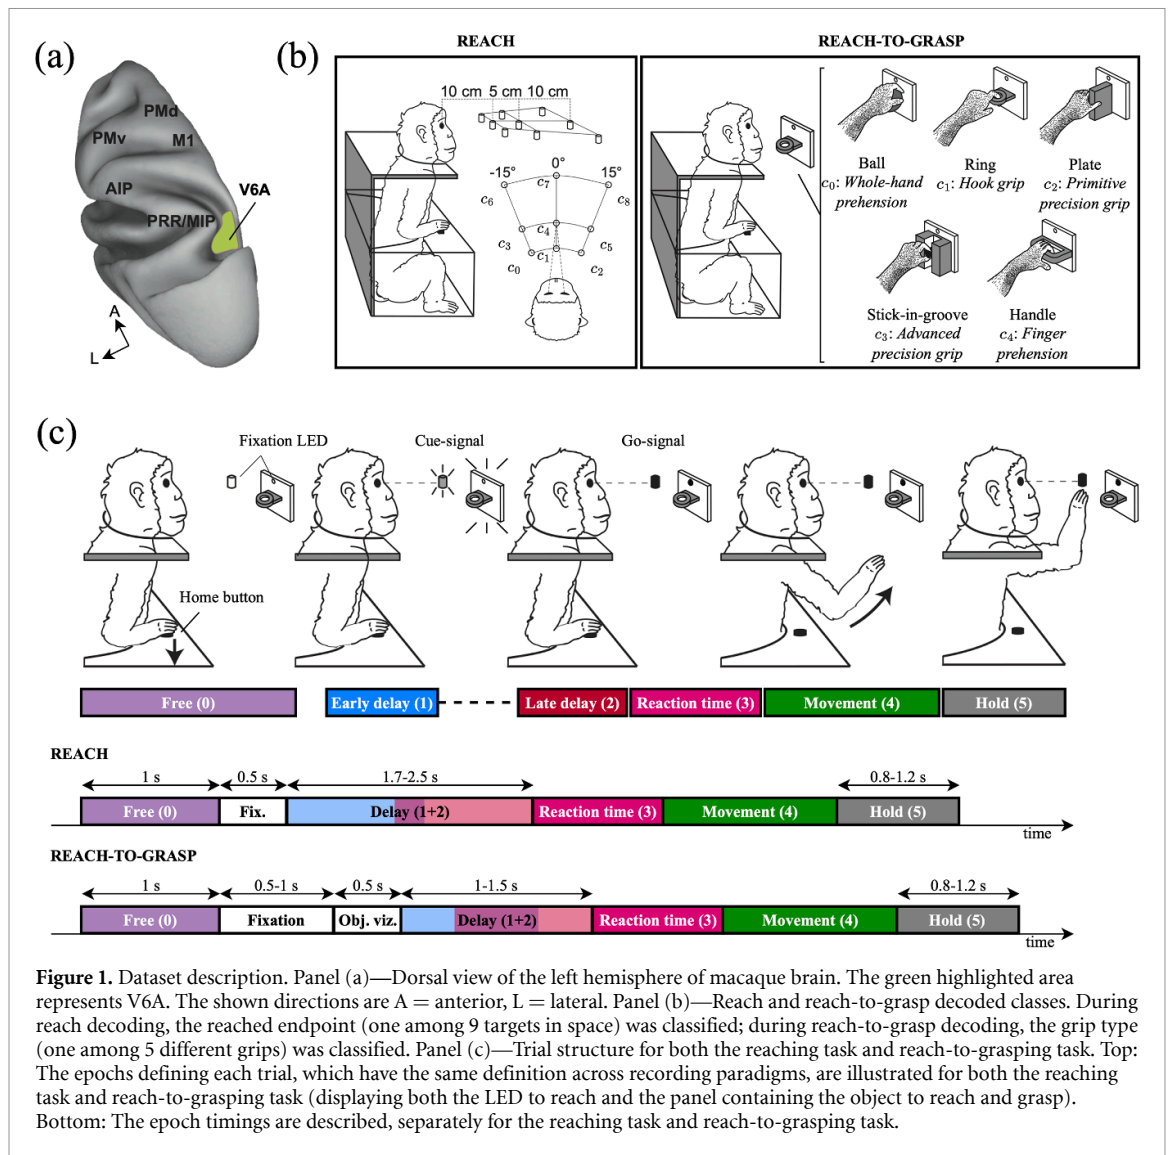 (a)
PMd
PMv
M1
AIP
V6A
PRR/MIP
A
L
(b)
REACH
10 cm 5 cm 10 cm
0°
-15°
15°
c7
c6
c8
c4
c3
c5
c1
c0
c2
REACH-TO-GRASP
Ball
c0: Whole-hand
prehension
Ring
c1: Hook grip
Plate
c2: Primitive
precision grip
Stick-in-groove
c3: Advanced
precision grip
Handle
c4: Finger
prehension
(c)
Fixation LED
Cue-signal
Go-signal
Home button
Free (0)
Early delay (1)
Late delay (2)
Reaction time (3)
Movement (4)
Hold (5)
REACH
1 s
0.5 s
1.7-2.5 s
0.8-1.2 s
Free (0)
Fix.
Delay (1+2)
Reaction time (3)
Movement (4)
Hold (5)
time
REACH-TO-GRASP
1 s
0.5-1 s
0.5 s
1-1.5 s
0.8-1.2 s
Free (0)
Fixation
Obj. viz.
Delay (1+2)
Reaction time (3)
Movement (4)
Hold (5)
time
Figure 1. Dataset description. Panel (a)—Dorsal view of the left hemisphere of macaque brain. The green highlighted area
represents V6A. The shown directions are A = anterior, L = lateral. Panel (b)—Reach and reach-to-grasp decoded classes. During
reach decoding, the reached endpoint (one among 9 targets in space) was classified; during reach-to-grasp decoding, the grip type
(one among 5 different grips) was classified. Panel (c)—Trial structure for both the reaching task and reach-to-grasping task. Top:
The epochs defining each trial, which have the same definition across recording paradigms, are illustrated for both the reaching
task and reach-to-grasping task (displaying both the LED to reach and the panel containing the object to reach and grasp).
Bottom: The epoch timings are described, separately for the reaching task and reach-to-grasping task.